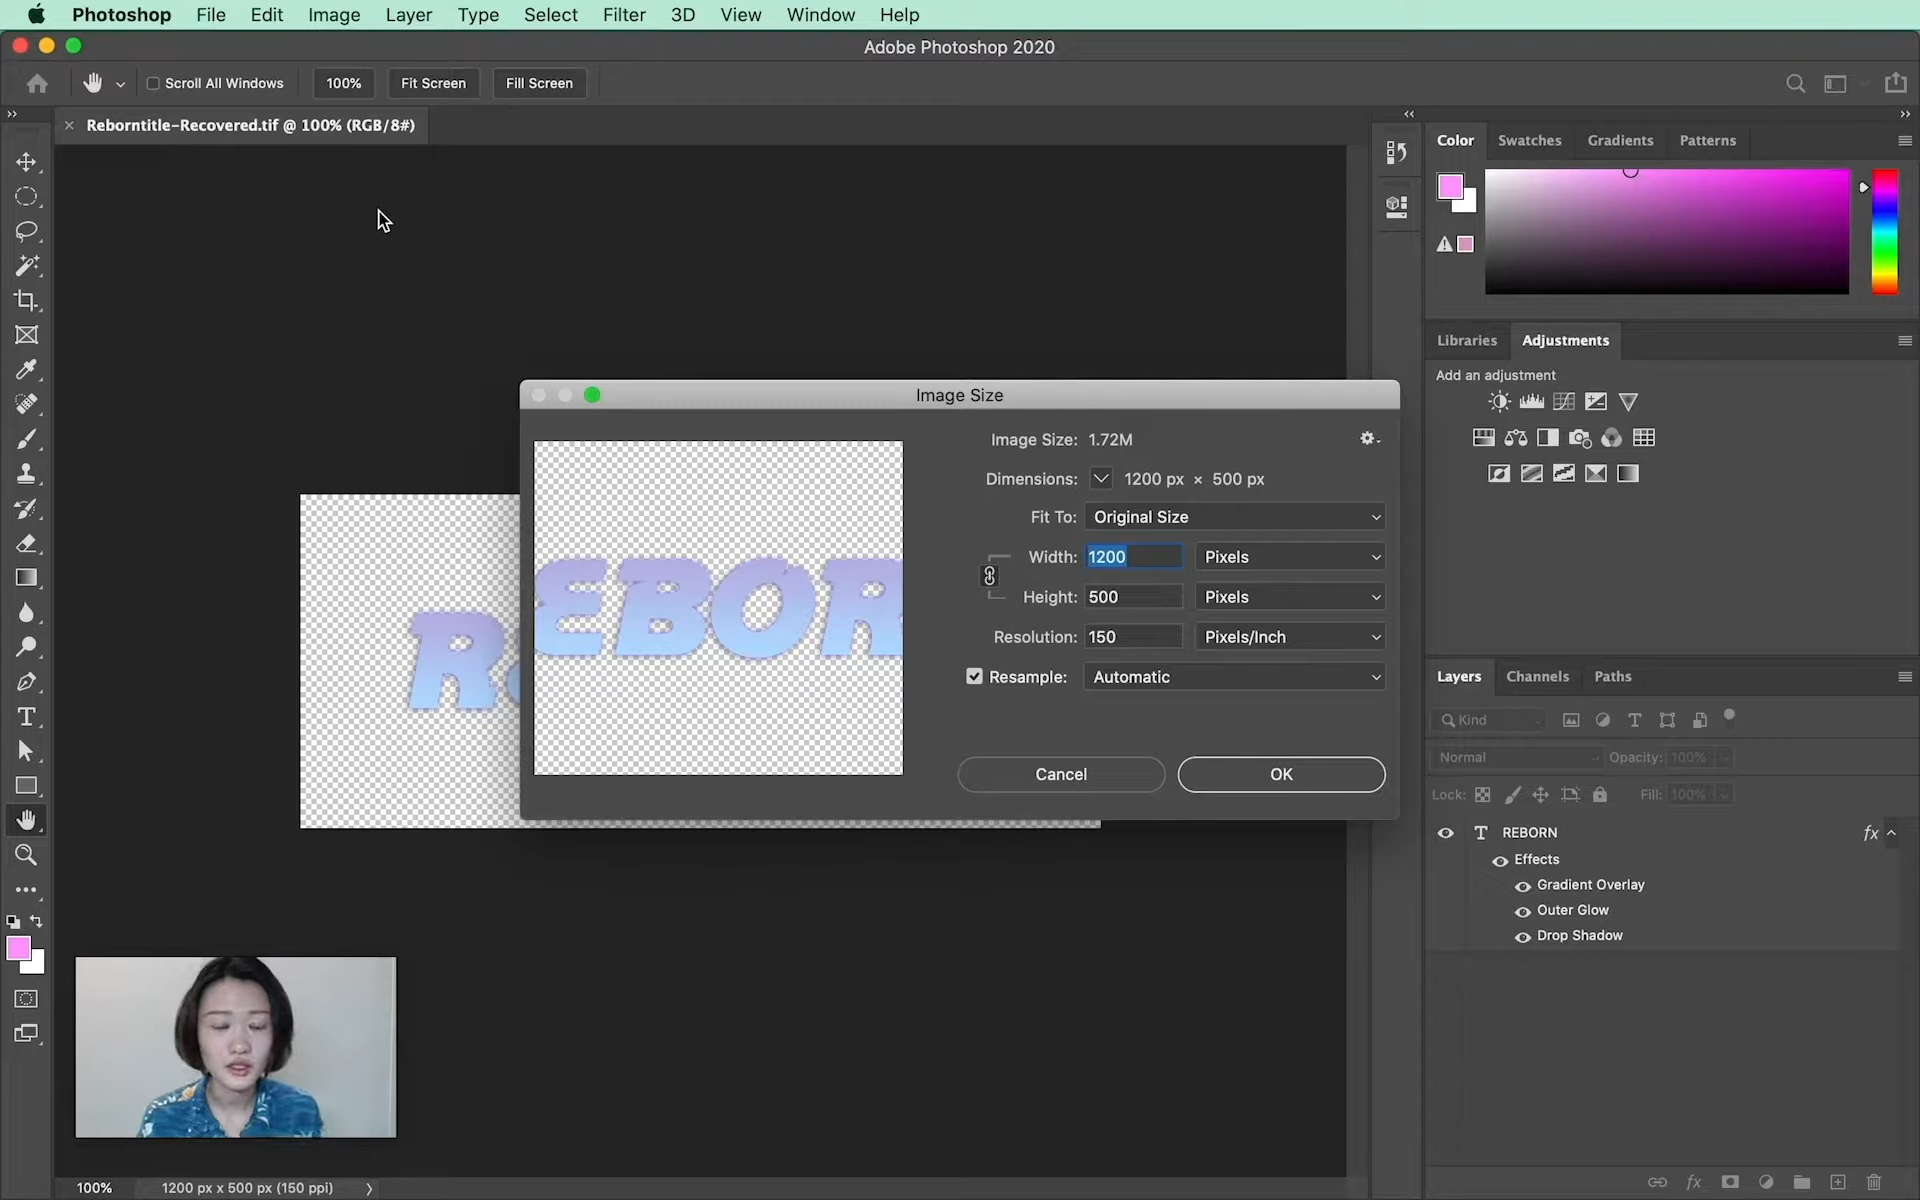 Photoshop File Edit Image Layer Type Select Filter 3D View Window Help
Adobe Photoshop 2020
Scroll All Windows 100% Fit Screen Fill Screen
× Reborntitle-Recovered.tif @ 100% (RGB/8#)
Color Swatches Gradients Patterns
Libraries Adjustments
Add an adjustment
Image Size
Image Size: 1.72M
Dimensions: 1200 px × 500 px
Fit To: Original Size
Width: 1200 Pixels
Height: 500 Pixels
Resolution: 150 Pixels/Inch
Resample: Automatic
Cancel OK
EBOR
R
Layers Channels Paths
Kind
Normal Opacity: 100%
Lock: Fill: 100%
T REBORN fx
Effects
Gradient Overlay
Outer Glow
Drop Shadow
100% 1200 px x 500 px (150 ppi)
fx